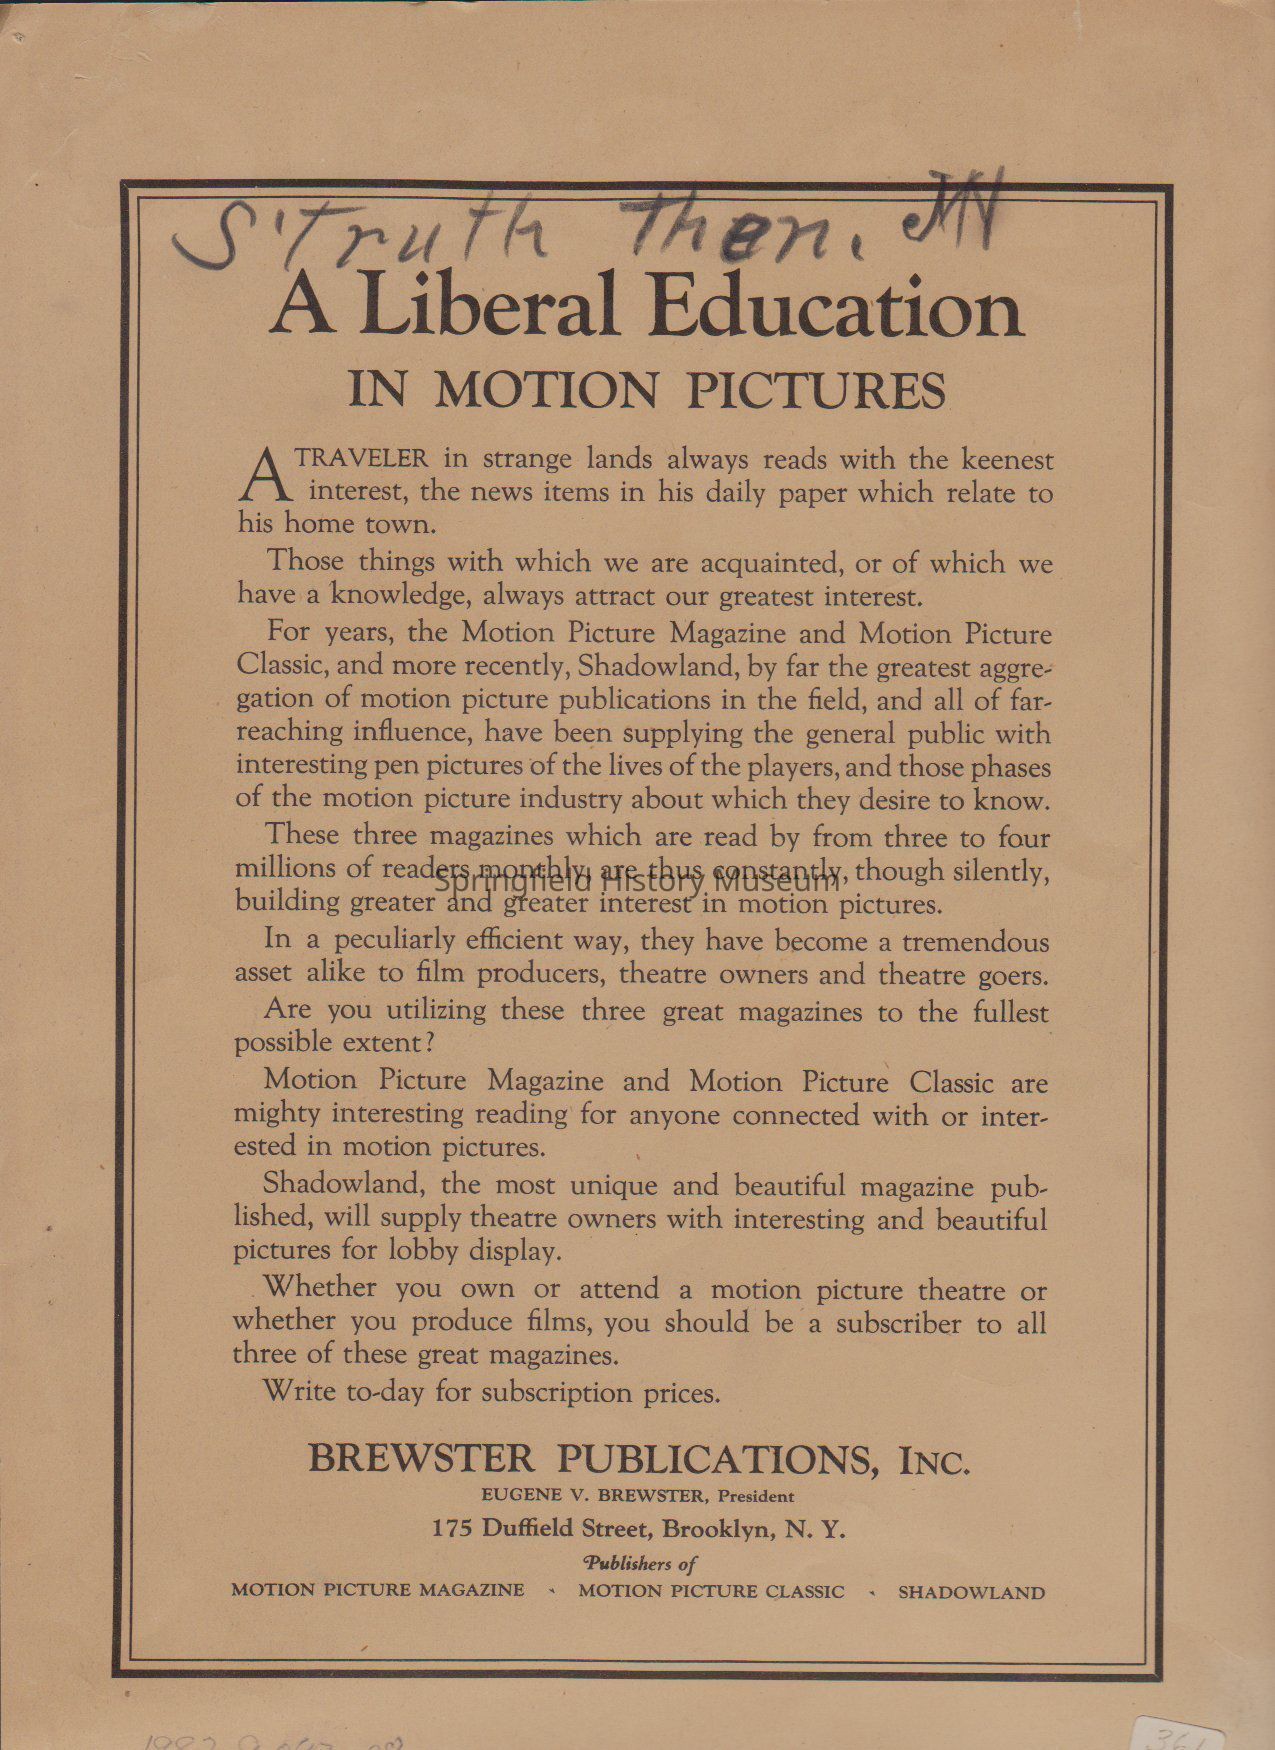 S'Truth Then. JN
A Liberal Education
IN MOTION PICTURES
A TRAVELER in strange lands always reads with the keenest
interest, the news items in his daily paper which relate to
his home town.
Those things with which we are acquainted, or of which we
have a knowledge, always attract our greatest interest.
For years, the Motion Picture Magazine and Motion Picture
Classic, and more recently, Shadowland, by far the greatest aggre-
gation of motion picture publications in the field, and all of far-
reaching influence, have been supplying the general public with
interesting pen pictures of the lives of the players, and those phases
of the motion picture industry about which they desire to know.
These three magazines which are read by from three to four
millions of readers monthly, are thus constantly, though silently,
Springfield History Museum
building greater and greater interest in motion pictures.
In a peculiarly efficient way, they have become a tremendous
asset alike to film producers, theatre owners and theatre goers.
Are you utilizing these three great magazines to the fullest
possible extent?
Motion Picture Magazine and Motion Picture Classic are
mighty interesting reading for anyone connected with or inter-
ested in motion pictures.
Shadowland, the most unique and beautiful magazine pub-
lished, will supply theatre owners with interesting and beautiful
pictures for lobby display.
Whether you own or attend a motion picture theatre or
whether you produce films, you should be a subscriber to all
three of these great magazines.
Write to-day for subscription prices.
BREWSTER PUBLICATIONS, INC.
EUGENE V. BREWSTER, President
175 Duffield Street, Brooklyn, N. Y.
Publishers of
MOTION PICTURE MAGAZINE · MOTION PICTURE CLASSIC · SHADOWLAND
361